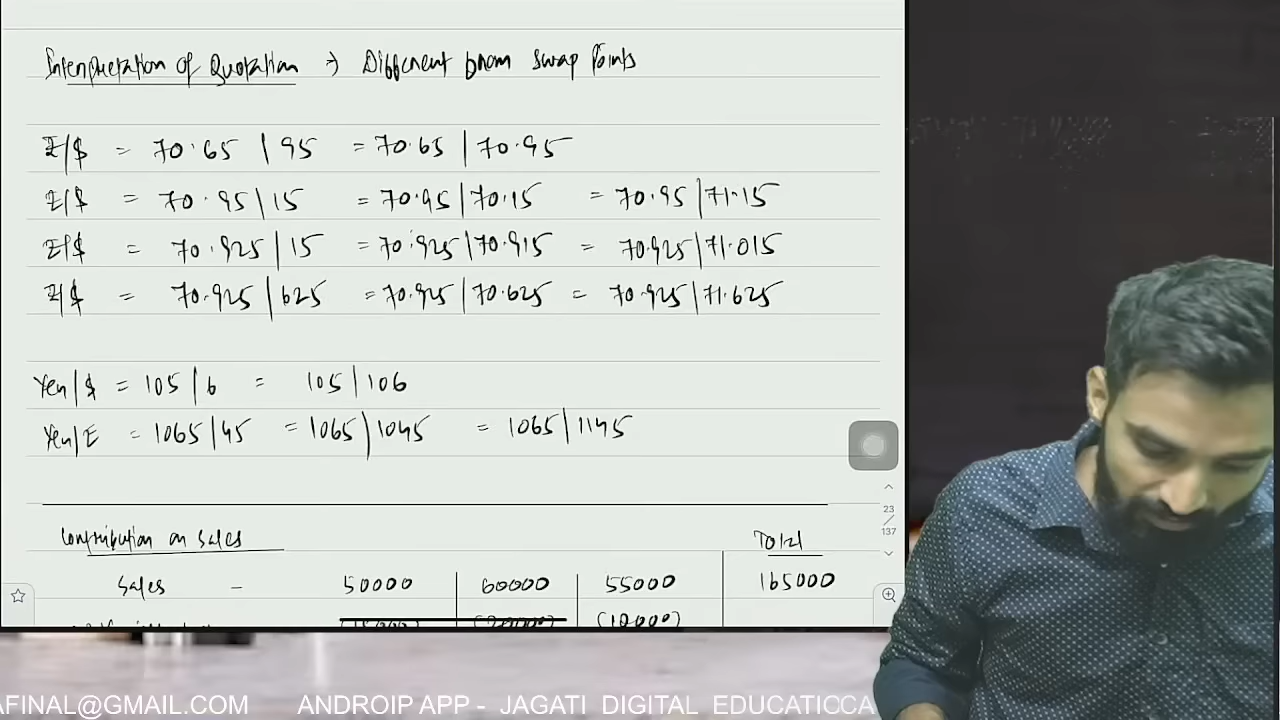 Interpretation of Quotation → Different from swap Points
₹/$ = 70.65 | 95 = 70.65 | 70.95
₹/$ = 70.95 | 15 = 70.95 | 70.15 = 70.95 | 71.15
₹/$ = 70.925 | 15 = 70.925 | 70.915 = 70.925 | 71.015
₹/$ = 70.925 | 625 = 70.925 | 70.625 = 70.925 | 71.625
Yen/$ = 105 | 6 = 105 | 106
Yen/£ = 1065 | 45 = 1065 | 1045 = 1065 | 1145
23
/
137
Contribution on Sales Total
Sales - 50000 60000 55000 165000
AFINAL@GMAIL.COM ANDROIP APP - JAGATI DIGITAL EDUCATICCA